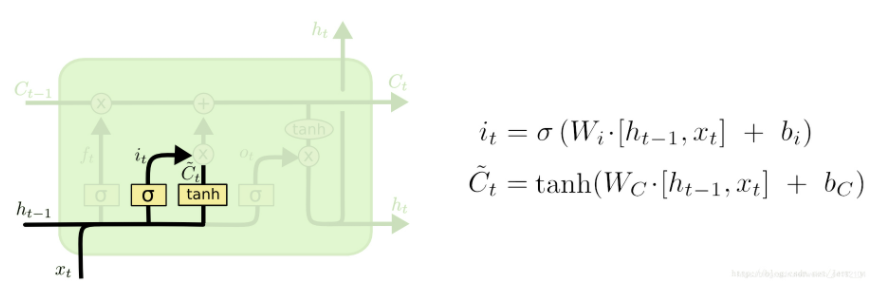 h_t
C_{t-1}
C_t
x
+
tanh
f_t
i_t
x
o_t
x
C̃_t
σ
σ
tanh
σ
h_{t-1}
h_t
x_t
i_t = σ (W_i·[h_{t-1}, x_t] + b_i)
C̃_t = tanh(W_C·[h_{t-1}, x_t] + b_C)